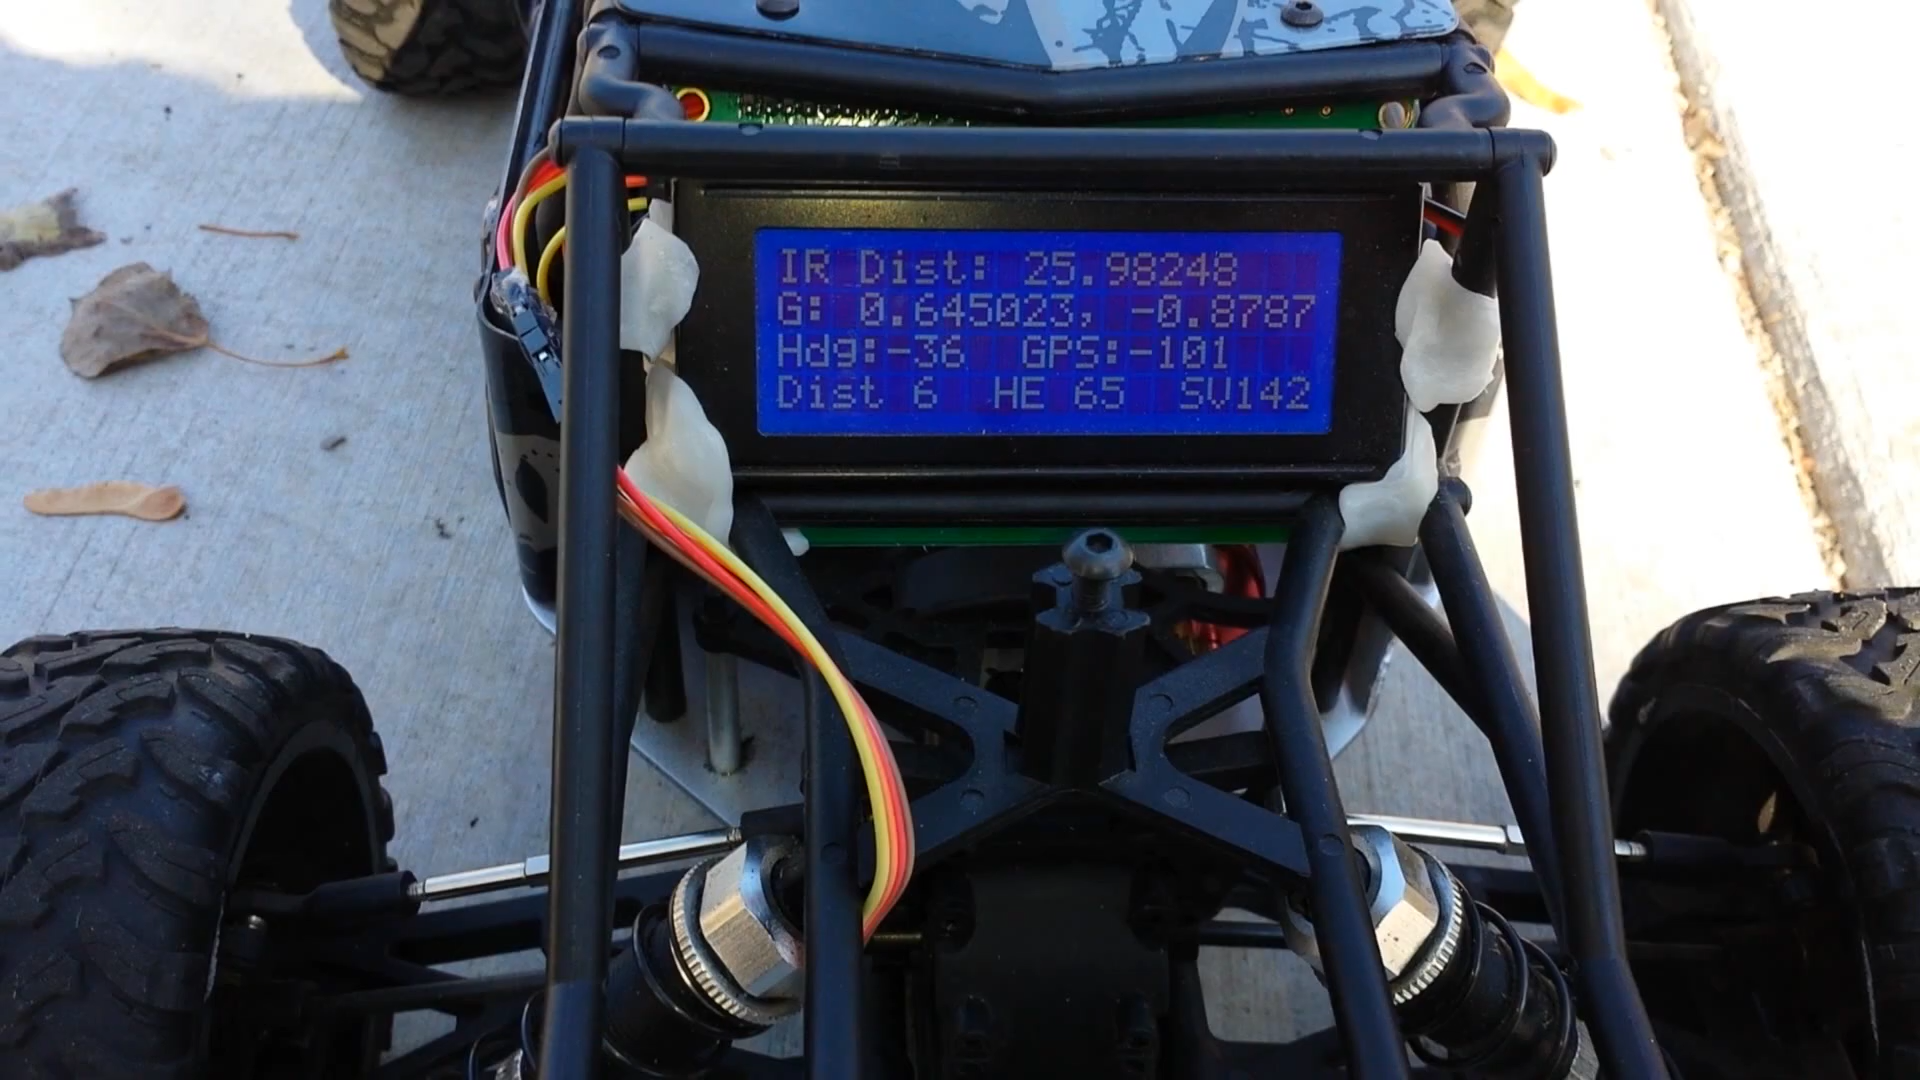 IR Dist: 25.98248
G: 0.645023, -0.8787
Hdg:-36  GPS:-101
Dist 6  HE 65  SV142